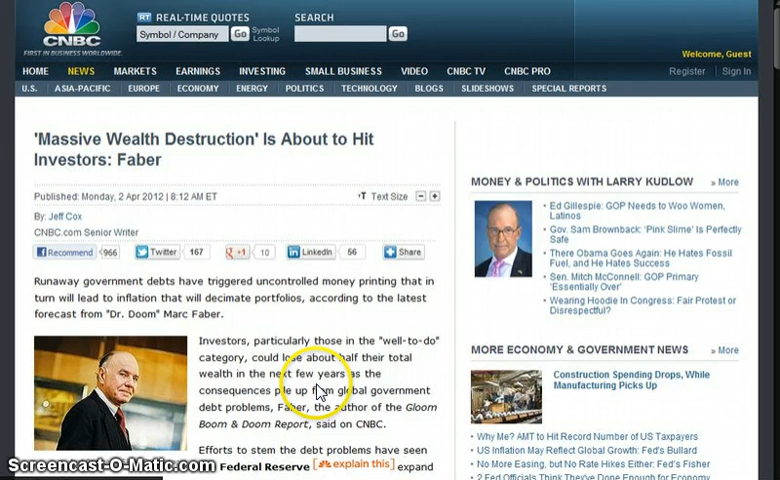 CNBC
FIRST IN BUSINESS WORLDWIDE.
RT REAL-TIME QUOTES
Symbol / Company Go Symbol Lookup
SEARCH
Go
Welcome, Guest
HOME NEWS MARKETS EARNINGS INVESTING SMALL BUSINESS VIDEO CNBC TV CNBC PRO
Register Sign In
U.S. ASIA-PACIFIC EUROPE ECONOMY ENERGY POLITICS TECHNOLOGY BLOGS SLIDESHOWS SPECIAL REPORTS
'Massive Wealth Destruction' Is About to Hit
Investors: Faber
Published: Monday, 2 Apr 2012 | 8:12 AM ET
T Text Size
By: Jeff Cox
CNBC.com Senior Writer
Recommend 966 Twitter 167 +1 10 LinkedIn 56 Share
Runaway government debts have triggered uncontrolled money printing that in
turn will lead to inflation that will decimate portfolios, according to the latest
forecast from "Dr. Doom" Marc Faber.
Investors, particularly those in the "well-to-do"
category, could lose about half their total
wealth in the next few years as the
consequences pile up from global government
debt problems, Faber, the author of the Gloom
Boom & Doom Report, said on CNBC.
Efforts to stem the debt problems have seen
Federal Reserve [explain this] expand
MONEY & POLITICS WITH LARRY KUDLOW » More
Ed Gillespie: GOP Needs to Woo Women,
Latinos
Gov. Sam Brownback: 'Pink Slime' Is Perfectly
Safe
There Obama Goes Again: He Hates Fossil
Fuel, and He Hates Success
Sen. Mitch McConnell: GOP Primary
'Essentially Over'
Wearing Hoodie In Congress: Fair Protest or
Disrespectful?
MORE ECONOMY & GOVERNMENT NEWS » More
Construction Spending Drops, While
Manufacturing Picks Up
Why Me? AMT to Hit Record Number of US Taxpayers
US Inflation May Reflect Global Growth: Fed's Bullard
No More Easing, but No Rate Hikes Either: Fed's Fisher
2 Fed Officials Think They've Done Enough for Economy
Screencast-O-Matic.com